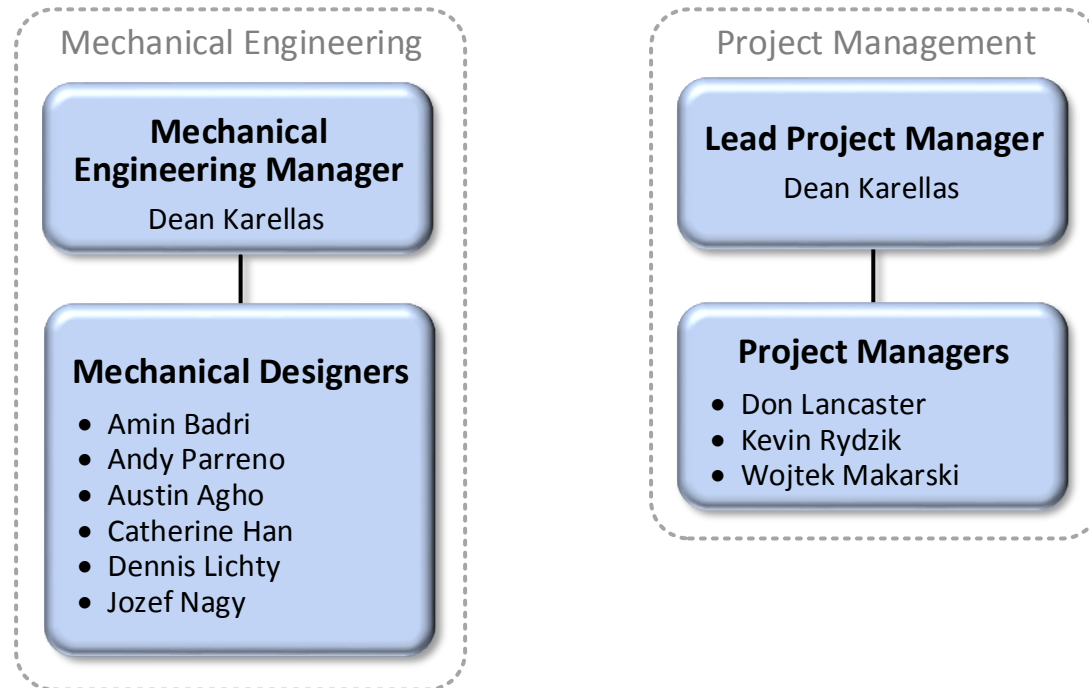 Mechanical Engineering
Mechanical
Engineering Manager
Dean Karellas
Mechanical Designers
• Amin Badri
• Andy Parreno
• Austin Agho
• Catherine Han
• Dennis Lichty
• Jozef Nagy
Project Management
Lead Project Manager
Dean Karellas
Project Managers
• Don Lancaster
• Kevin Rydzik
• Wojtek Makarski